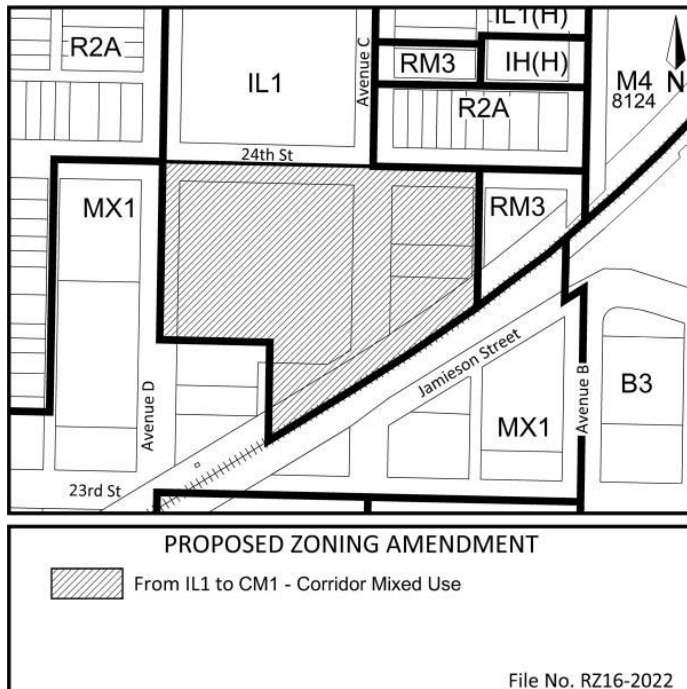 R2A
IL1
Avenue C
IL1(H)
RM3
IH(H)
R2A
M4
8124
N
24th St
MX1
RM3
Avenue D
Jamieson Street
Avenue B
MX1
B3
23rd St
PROPOSED ZONING AMENDMENT
From IL1 to CM1 - Corridor Mixed Use
File No. RZ16-2022